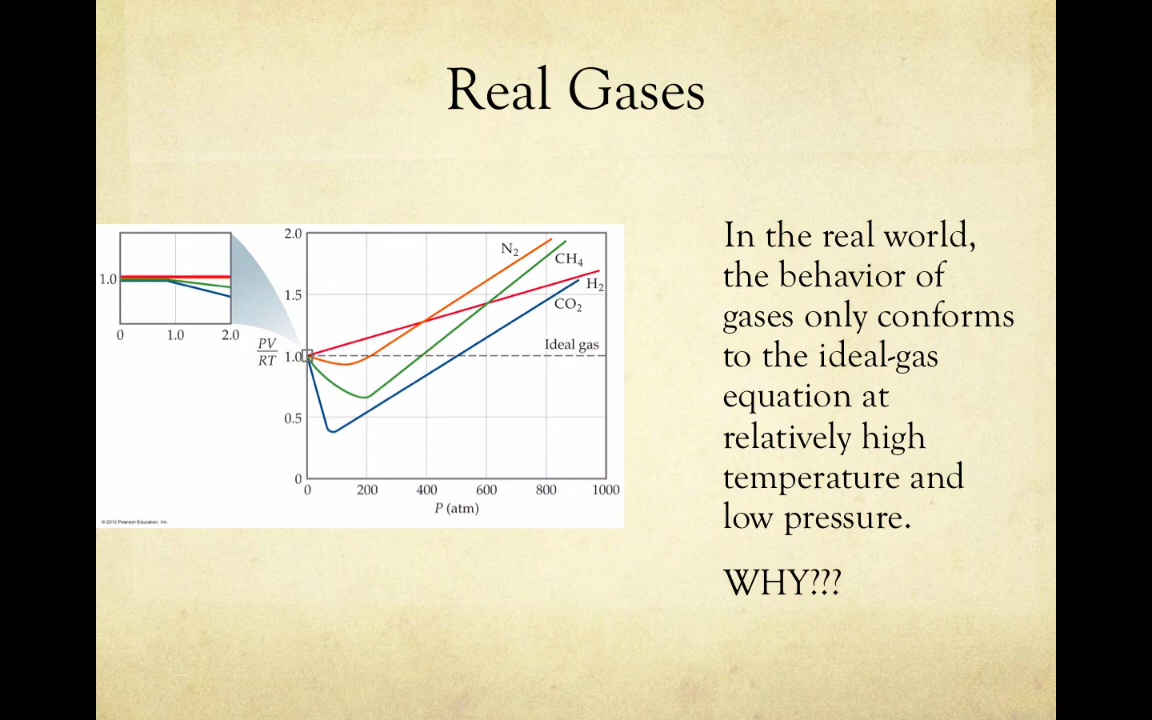 Real Gases
1.0
0 1.0 2.0
PV
RT
2.0
1.5
1.0
0.5
0
N2
CH4
H2
CO2
Ideal gas
0 200 400 600 800 1000
P (atm)
© 2012 Pearson Education, Inc.
In the real world,
the behavior of
gases only conforms
to the ideal-gas
equation at
relatively high
temperature and
low pressure.
WHY???